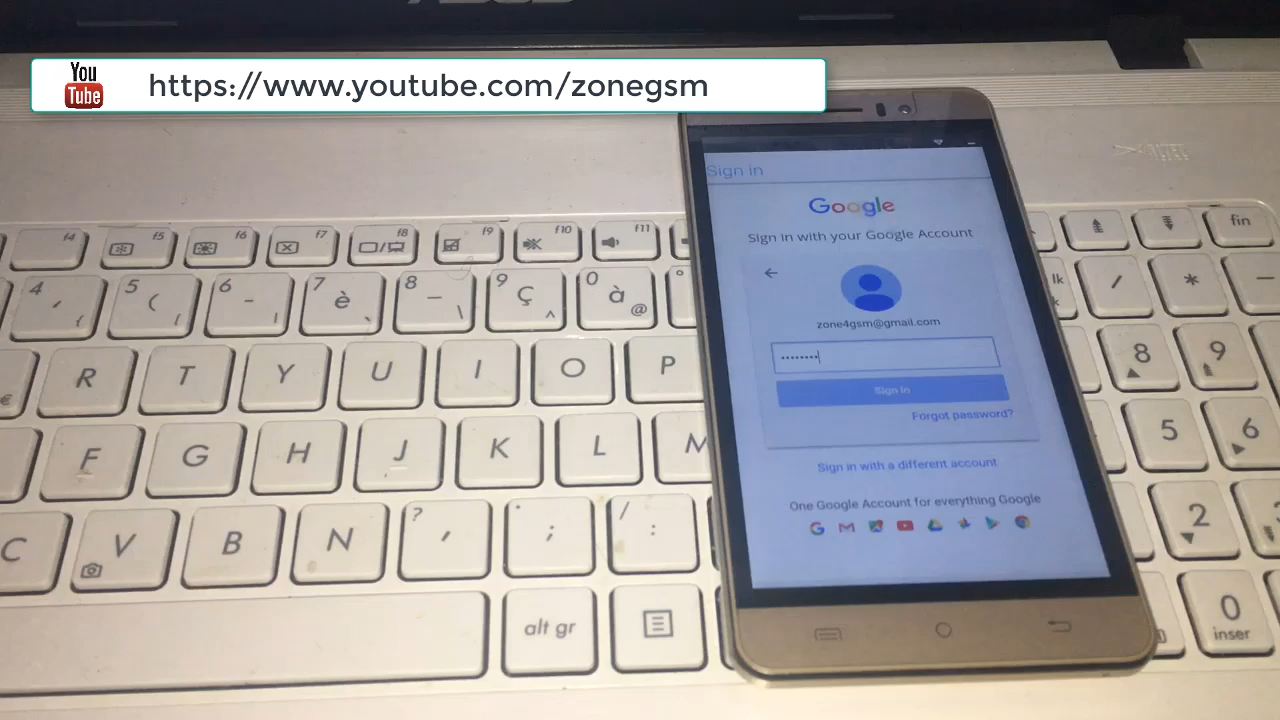 ASUS
You
Tube
https://www.youtube.com/zonegsm
Sign in
Google
Sign in with your Google Account
zone4gsm@gmail.com
••••••••
Sign in
Forgot password?
Sign in with a different account
One Google Account for everything Google
f4 f5 f6 f7 f8 f9 f10 f11 fin
4 ' { 5 ( [ 6 - | 7 è ` 8 _ \ 9 ç ^ 0 à @ ° / * -
€ R T Y U I O P 8 9
F G H J K L M 5 6
C V B N ? , . ; / : 2
alt gr 0
inser